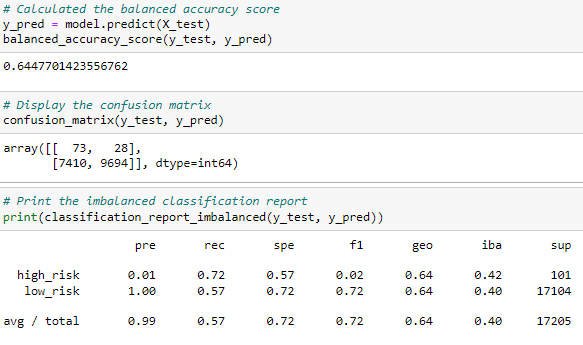 # Calculated the balanced accuracy score
y_pred = model.predict(X_test)
balanced_accuracy_score(y_test, y_pred)
0.6447701423556762
# Display the confusion matrix
confusion_matrix(y_test, y_pred)
array([[  73,   28],
       [7410, 9694]], dtype=int64)
# Print the imbalanced classification report
print(classification_report_imbalanced(y_test, y_pred))
pre rec spe f1 geo iba sup
high_risk 0.01 0.72 0.57 0.02 0.64 0.42 101
low_risk 1.00 0.57 0.72 0.72 0.64 0.40 17104
avg / total 0.99 0.57 0.72 0.72 0.64 0.40 17205